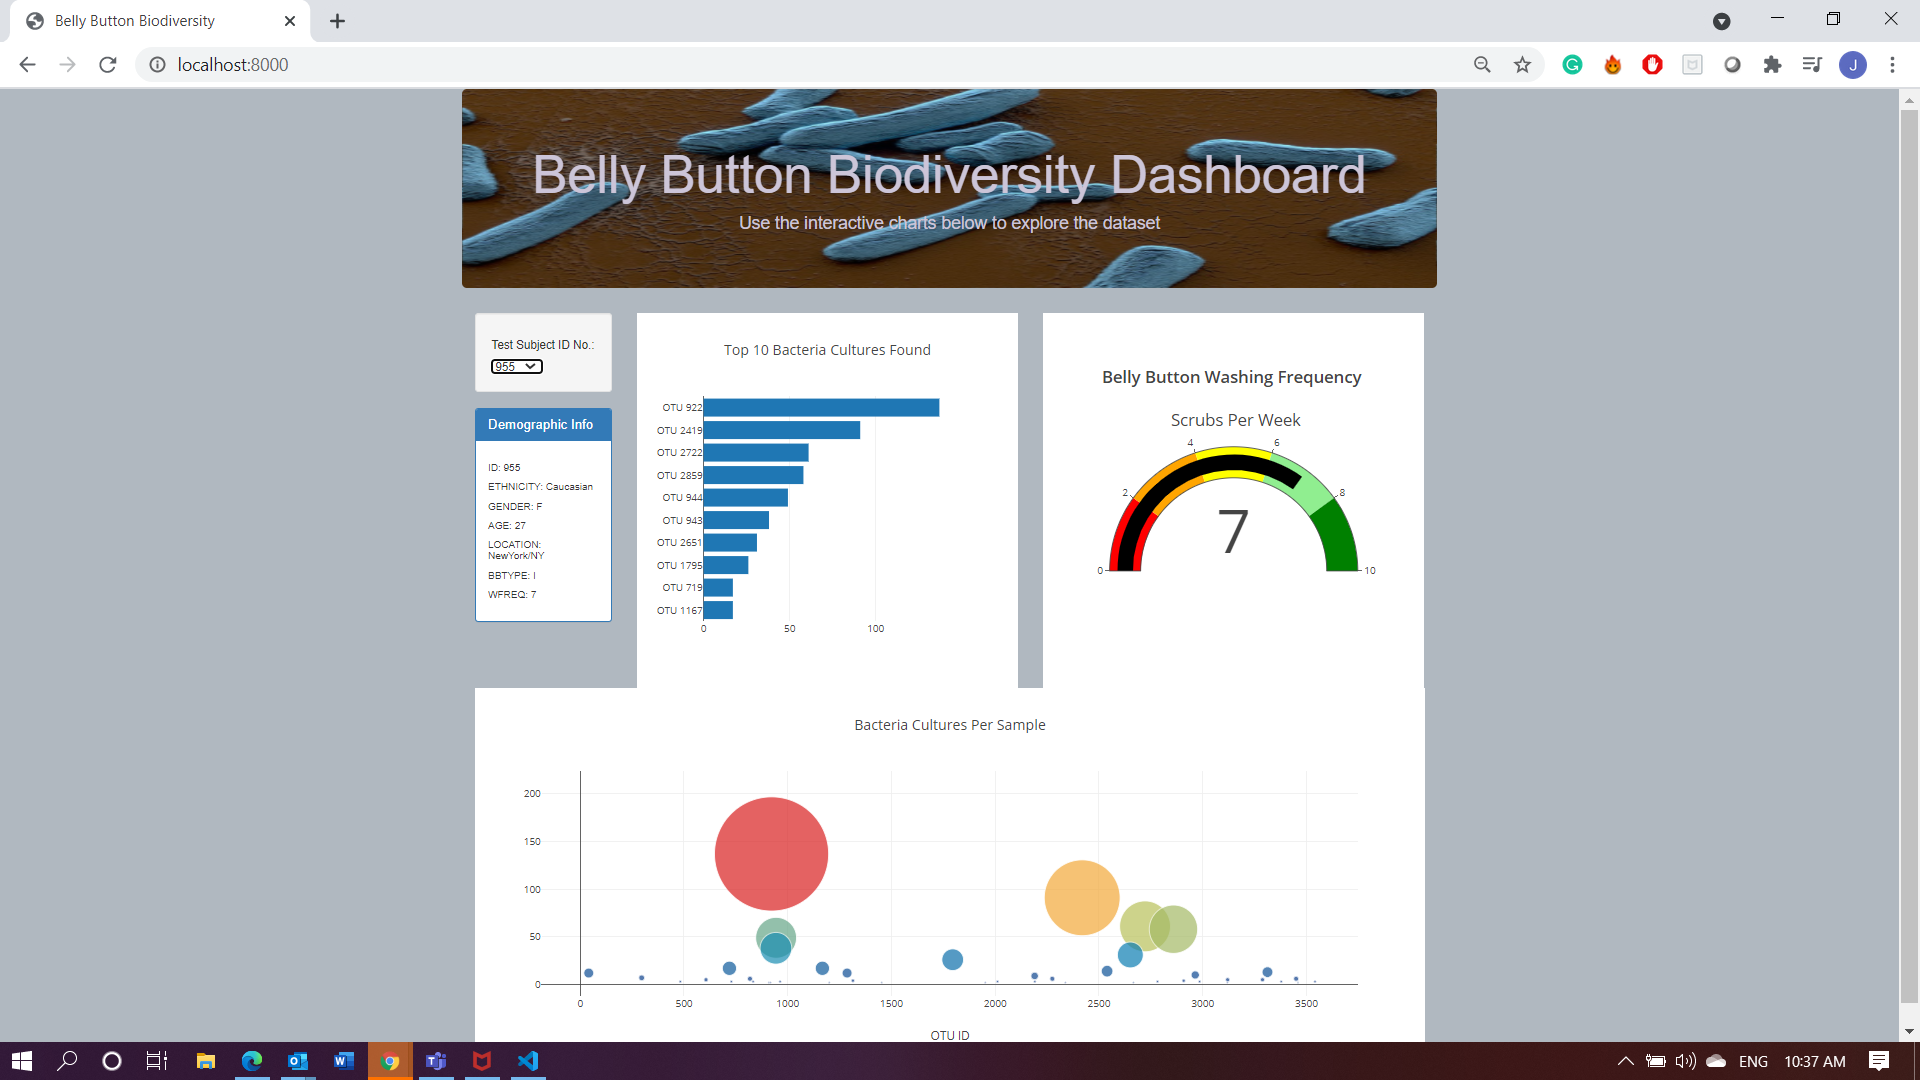 Belly Button Biodiversity
localhost:8000
J
Belly Button Biodiversity Dashboard
Use the interactive charts below to explore the dataset
Test Subject ID No.:
955
Demographic Info
ID: 955
ETHNICITY: Caucasian
GENDER: F
AGE: 27
LOCATION:
NewYork/NY
BBTYPE: I
WFREQ: 7
Top 10 Bacteria Cultures Found
OTU 922
OTU 2419
OTU 2722
OTU 2859
OTU 944
OTU 943
OTU 2651
OTU 1795
OTU 719
OTU 1167
0 50 100
Belly Button Washing Frequency
Scrubs Per Week
4 6
2 8
7
0 10
Bacteria Cultures Per Sample
200
150
100
50
0
0 500 1000 1500 2000 2500 3000 3500
OTU ID
ENG 10:37 AM